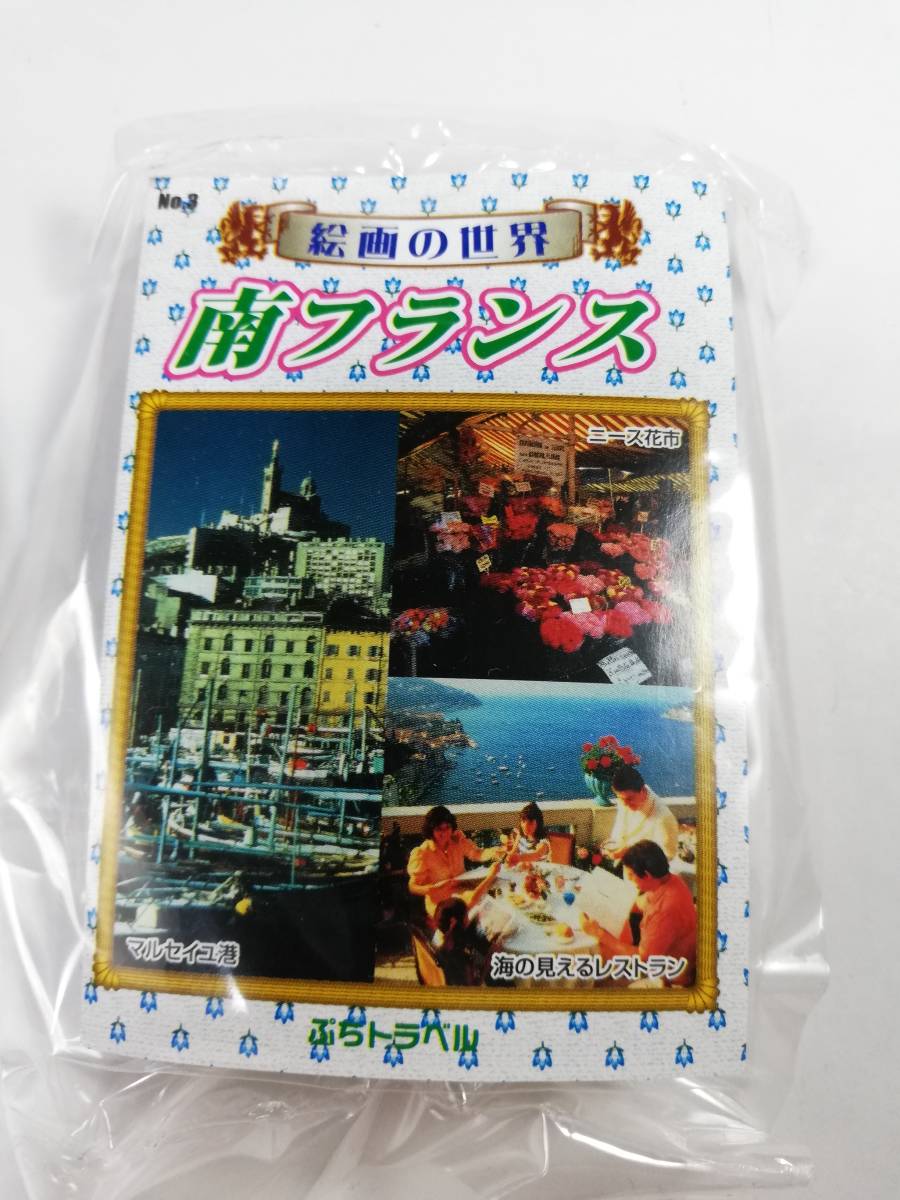 No.3
絵画の世界
南フランス
ニース花市
マルセイユ港
海の見えるレストラン
ぷちトラベル